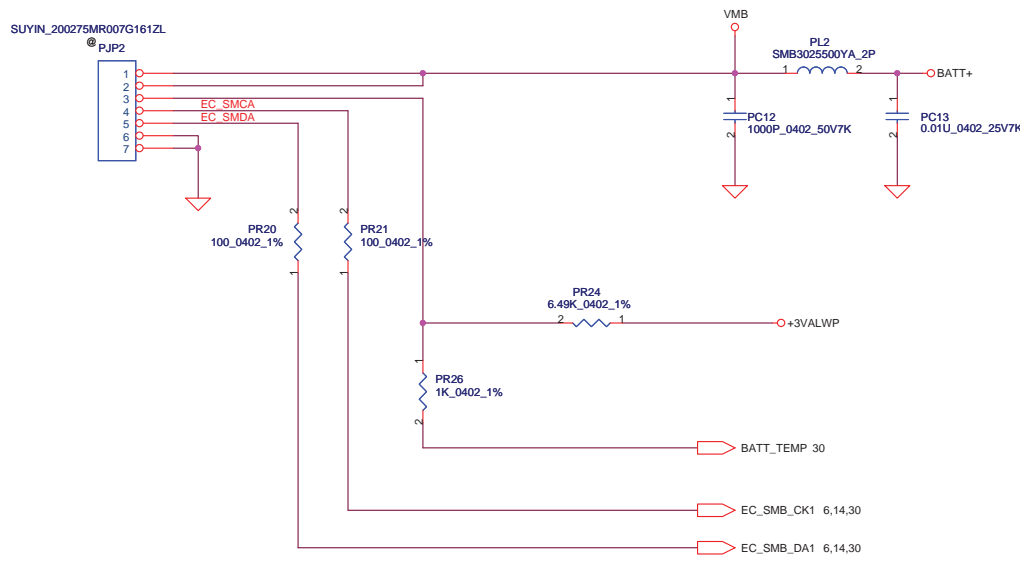 SUYIN_200275MR007G161ZL
@
PJP2
1
2
3
4
5
6
7
EC_SMCA
EC_SMDA
VMB
PL2
SMB3025500YA_2P
1
2
BATT+
1
PC12
1000P_0402_50V7K
2
1
PC13
0.01U_0402_25V7K
2
2
PR20
100_0402_1%
1
2
PR21
100_0402_1%
1
PR24
6.49K_0402_1%
2
1
+3VALWP
1
PR26
1K_0402_1%
2
BATT_TEMP 30
EC_SMB_CK1 6,14,30
EC_SMB_DA1 6,14,30